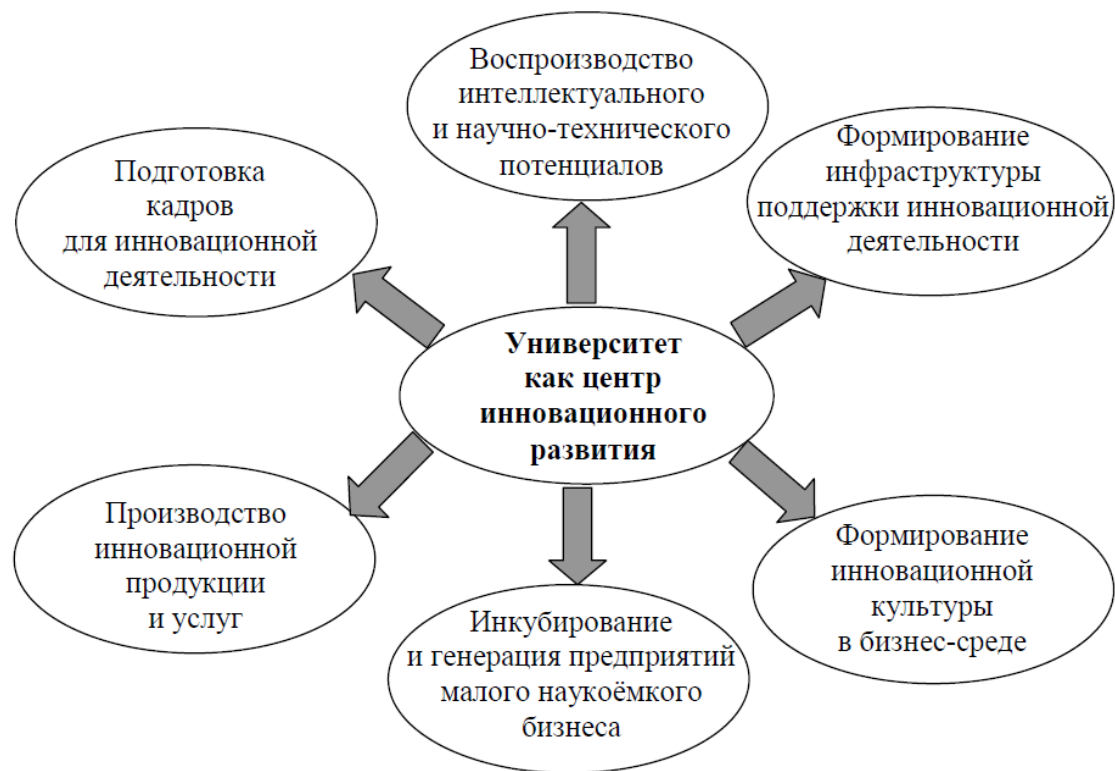 Воспроизводство
интеллектуального
и научно-технического
потенциалов
Подготовка
кадров
для инновационной
деятельности
Формирование
инфраструктуры
поддержки инновационной
деятельности
Университет
как центр
инновационного
развития
Производство
инновационной
продукции
и услуг
Инкубирование
и генерация предприятий
малого наукоёмкого
бизнеса
Формирование
инновационной
культуры
в бизнес-среде